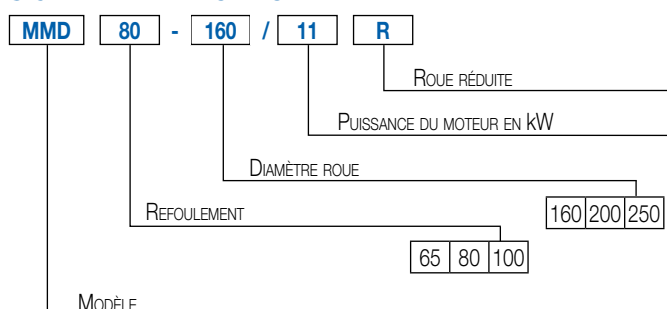 MMD 80 - 160 / 11 R
Roue réduite
Puissance du moteur en kW
Diamètre roue
160 200 250
Refoulement
65 80 100
Modèle